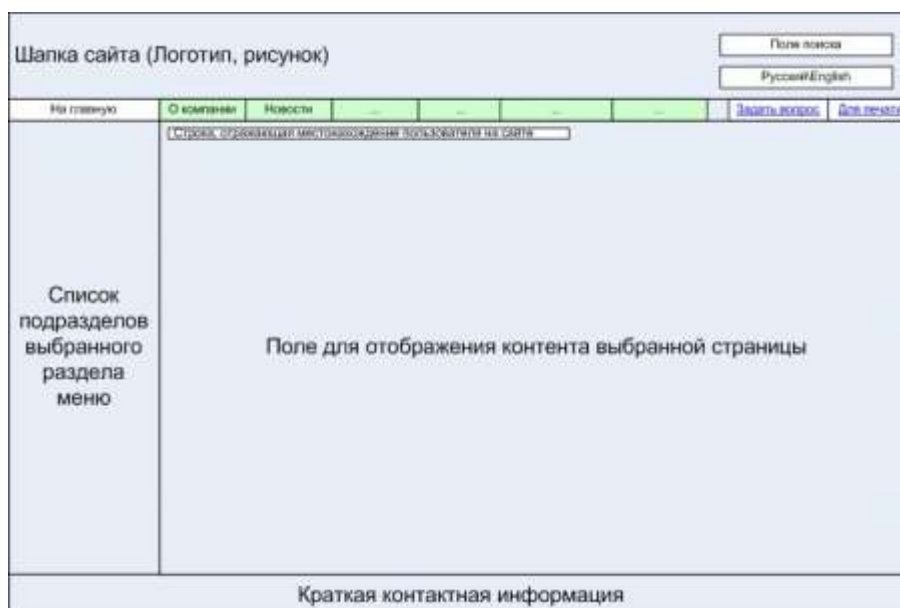 Шапка сайта (Логотип, рисунок)
Поле поиска
Русский\English
На главную
О компании
Новости
...
...
...
...
Задать вопрос
Для печати
Строка, отражающая местонахождение пользователя на сайте
Список
подразделов
выбранного
раздела
меню
Поле для отображения контента выбранной страницы
Краткая контактная информация